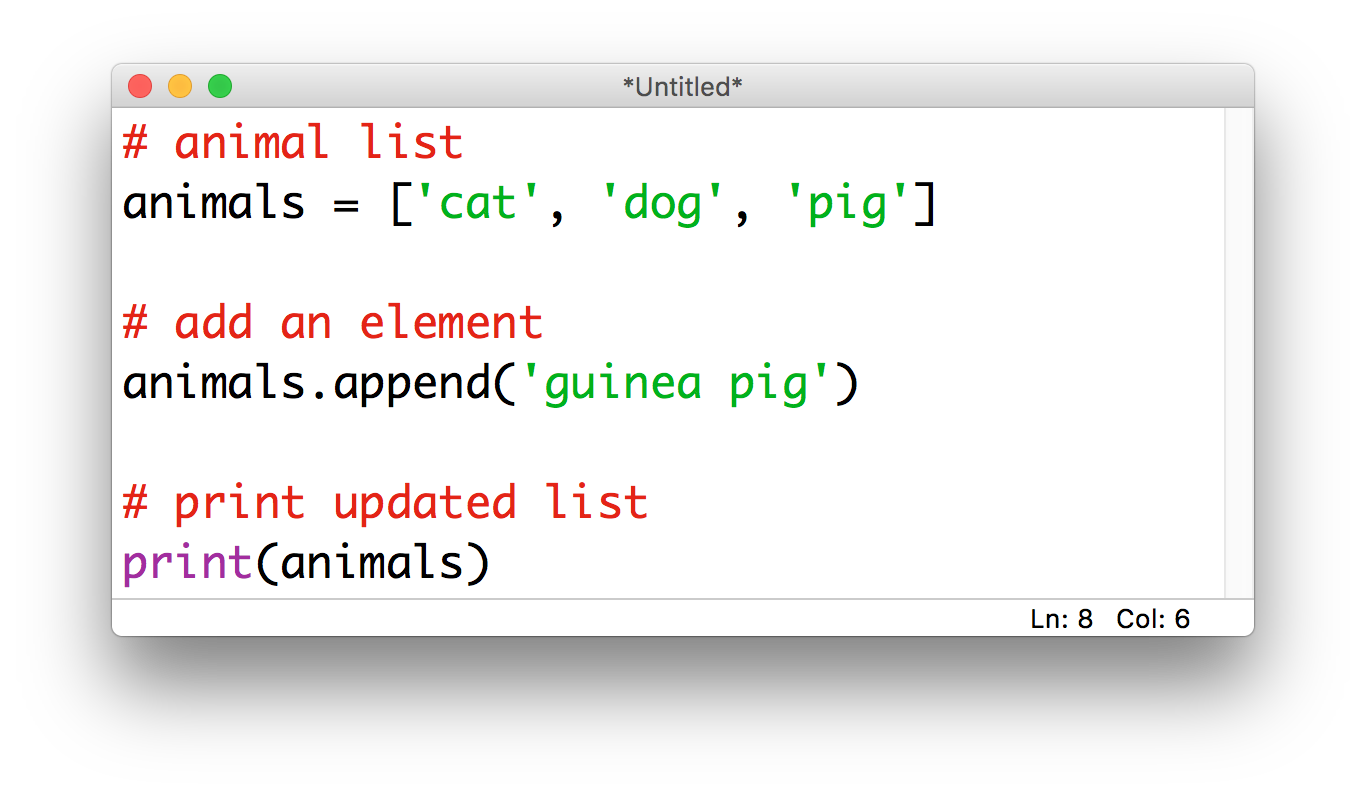 *Untitled*
# animal list
animals = ['cat', 'dog', 'pig']
# add an element
animals.append('guinea pig')
# print updated list
print(animals)
Ln: 8 Col: 6